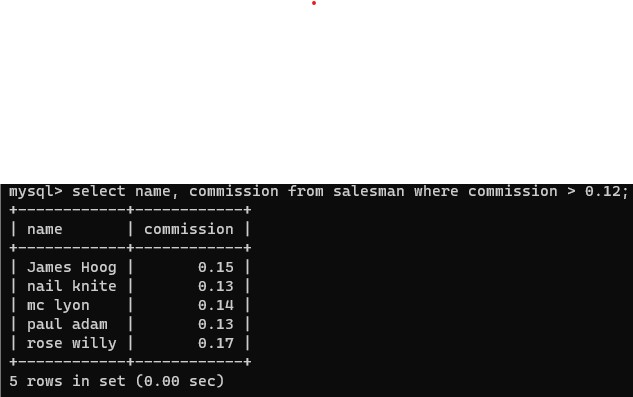 mysql> select name, commission from salesman where commission > 0.12;
+------------+------------+
| name       | commission |
+------------+------------+
| James Hoog |       0.15 |
| nail knite |       0.13 |
| mc lyon    |       0.14 |
| paul adam  |       0.13 |
| rose willy |       0.17 |
+------------+------------+
5 rows in set (0.00 sec)